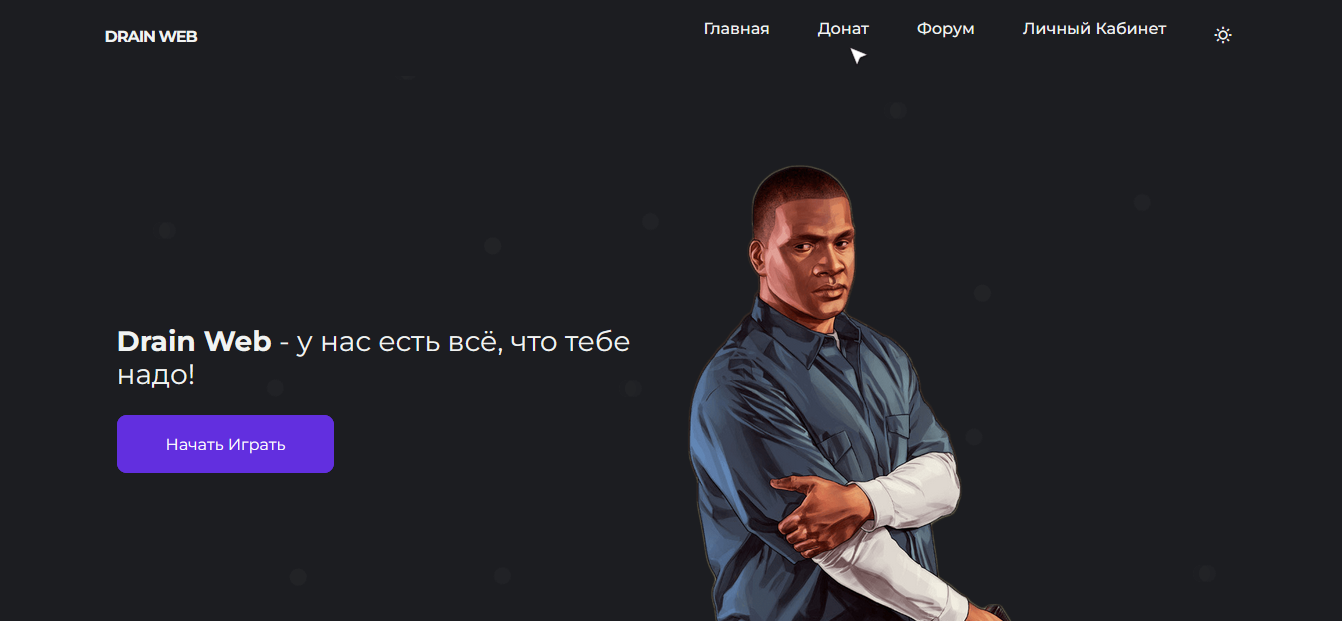 DRAIN WEB
Главная
Донат
Форум
Личный Кабинет
Drain Web - у нас есть всё, что тебе
надо!
Начать Играть